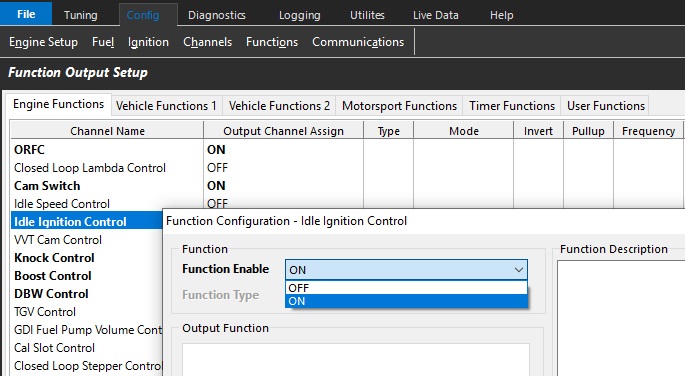 File Tuning Config Diagnostics Logging Utilites Live Data Help
Engine Setup Fuel Ignition Channels Functions Communications
Function Output Setup
Engine Functions Vehicle Functions 1 Vehicle Functions 2 Motorsport Functions Timer Functions User Functions
Channel Name Output Channel Assign Type Mode Invert Pullup Frequency
ORFC ON
Closed Loop Lambda Control OFF
Cam Switch ON
Idle Speed Control OFF
Idle Ignition Control
Function Configuration - Idle Ignition Control
VVT Cam Control
Function Function Description
Knock Control
Function Enable ON
Boost Control
OFF
DBW Control
Function Type ON
TGV Control
GDI Fuel Pump Volume Cont
Output Function
Cal Slot Control
Closed Loop Stepper Control